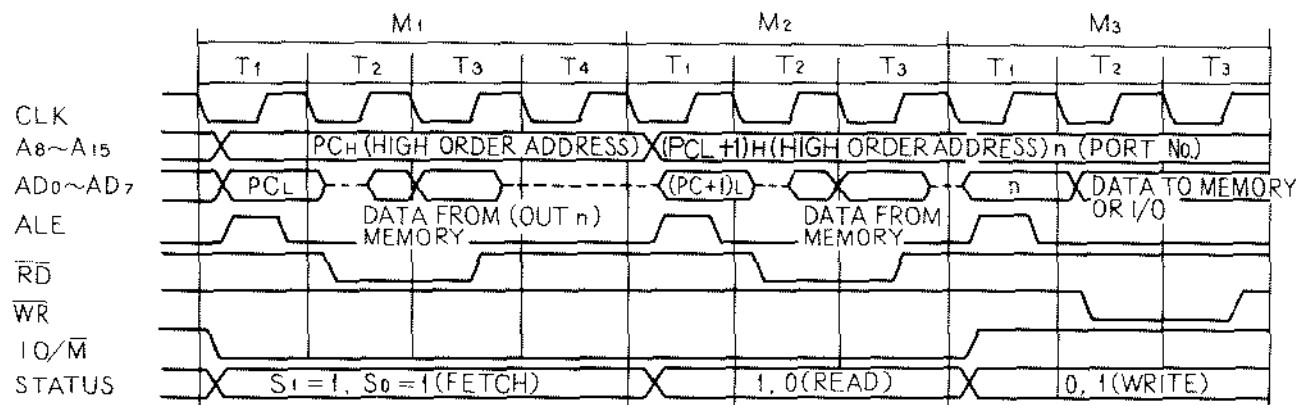 M1 M2 M3
T1 T2 T3 T4 T1 T2 T3 T1 T2 T3
CLK
A8~A15 PCH (HIGH ORDER ADDRESS) (PCL+1)H(HIGH ORDER ADDRESS) n (PORT NO.)
AD0~AD7 PCL (PC+1)L n DATA TO MEMORY
OR I/O
ALE DATA FROM (OUT n)
MEMORY DATA FROM
MEMORY
RD
WR
IO/M
STATUS S1=1, S0=1(FETCH) 1, 0(READ) 0, 1(WRITE)